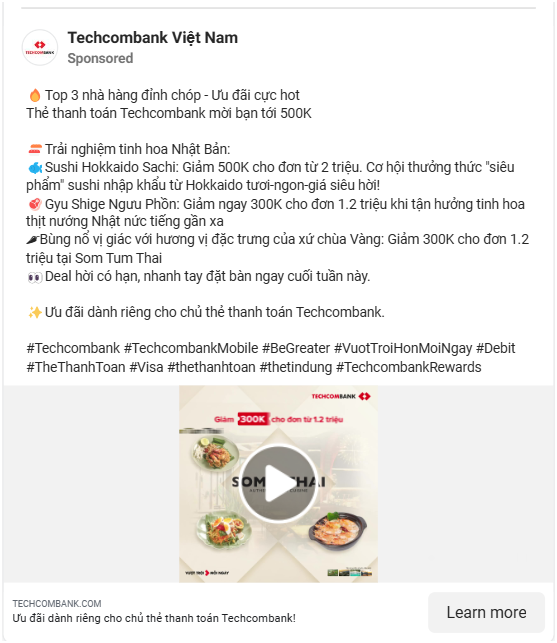 TECHCOMBANK
Techcombank Việt Nam
Sponsored
🔥 Top 3 nhà hàng đỉnh chóp - Ưu đãi cực hot
Thẻ thanh toán Techcombank mời bạn tới 500K
🍣 Trải nghiệm tinh hoa Nhật Bản:
🐟 Sushi Hokkaido Sachi: Giảm 500K cho đơn từ 2 triệu. Cơ hội thưởng thức "siêu
phẩm" sushi nhập khẩu từ Hokkaido tươi-ngon-giá siêu hời!
🥩 Gyu Shige Ngưu Phồn: Giảm ngay 300K cho đơn 1.2 triệu khi tận hưởng tinh hoa
thịt nướng Nhật nức tiếng gần xa
🌶Bùng nổ vị giác với hương vị đặc trưng của xứ chùa Vàng: Giảm 300K cho đơn 1.2
triệu tại Som Tum Thai
👀 Deal hời có hạn, nhanh tay đặt bàn ngay cuối tuần này.
✨ Ưu đãi dành riêng cho chủ thẻ thanh toán Techcombank.
#Techcombank #TechcombankMobile #BeGreater #VuotTroiHonMoiNgay #Debit
#TheThanhToan #Visa #thethanhtoan #thetindung #TechcombankRewards
TECHCOMBANK
Giảm 300K cho đơn từ 1.2 triệu
SOM THAI
VƯỢT TRỘI MỖI NGÀY
TECHCOMBANK.COM
Ưu đãi dành riêng cho chủ thẻ thanh toán Techcombank!
Learn more